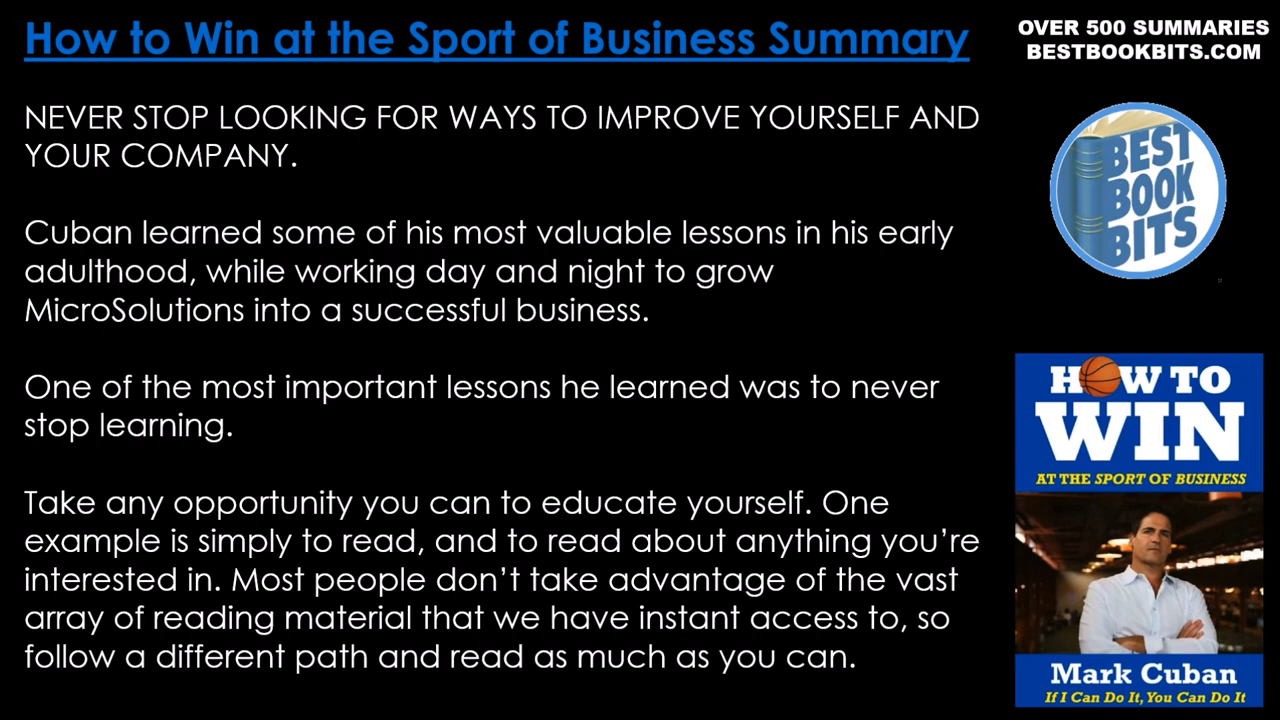 How to Win at the Sport of Business Summary
OVER 500 SUMMARIES
BESTBOOKBITS.COM
NEVER STOP LOOKING FOR WAYS TO IMPROVE YOURSELF AND
YOUR COMPANY.
Cuban learned some of his most valuable lessons in his early
adulthood, while working day and night to grow
MicroSolutions into a successful business.
One of the most important lessons he learned was to never
stop learning.
Take any opportunity you can to educate yourself. One
example is simply to read, and to read about anything you’re
interested in. Most people don’t take advantage of the vast
array of reading material that we have instant access to, so
follow a different path and read as much as you can.
BEST
BOOK
BITS
HOW TO
WIN
AT THE SPORT OF BUSINESS
Mark Cuban
If I Can Do It, You Can Do It